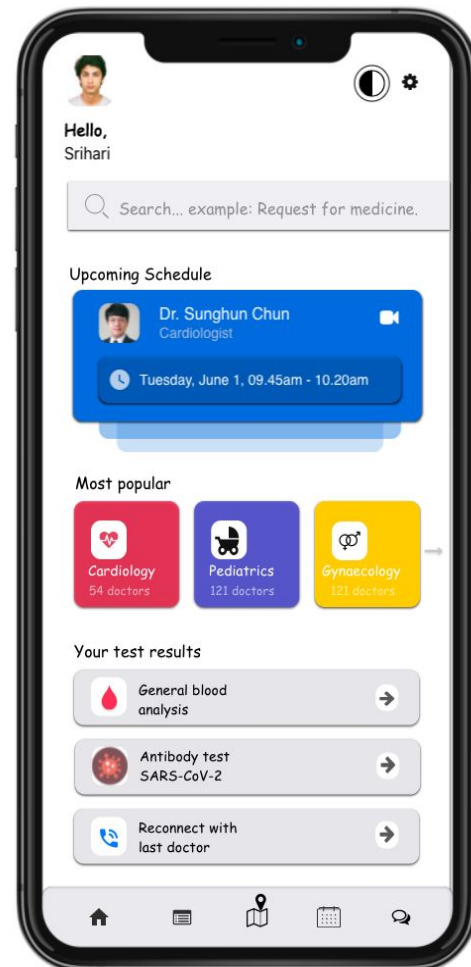 Hello,
Srihari
Search... example: Request for medicine.
Upcoming Schedule
Dr. Sunghun Chun
Cardiologist
Tuesday, June 1, 09.45am - 10.20am
Most popular
Cardiology
54 doctors
Pediatrics
121 doctors
Gynaecology
121 doctors
Your test results
General blood
analysis
Antibody test
SARS-CoV-2
Reconnect with
last doctor